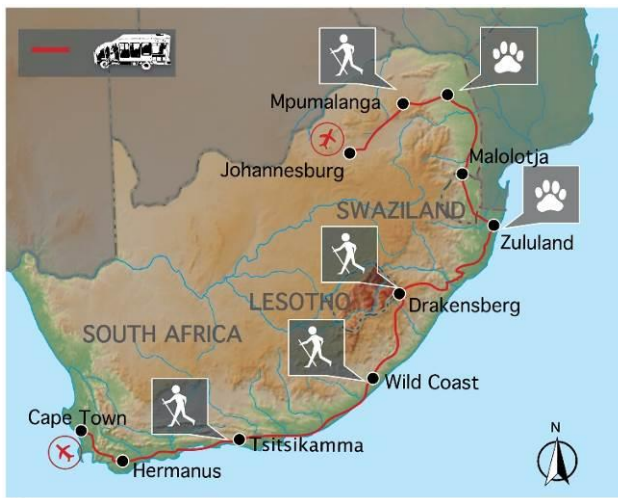 Mpumalanga
Johannesburg
Malolotja
SWAZILAND
Zululand
LESOTHO
Drakensberg
SOUTH AFRICA
Wild Coast
Cape Town
Tsitsikamma
Hermanus
N